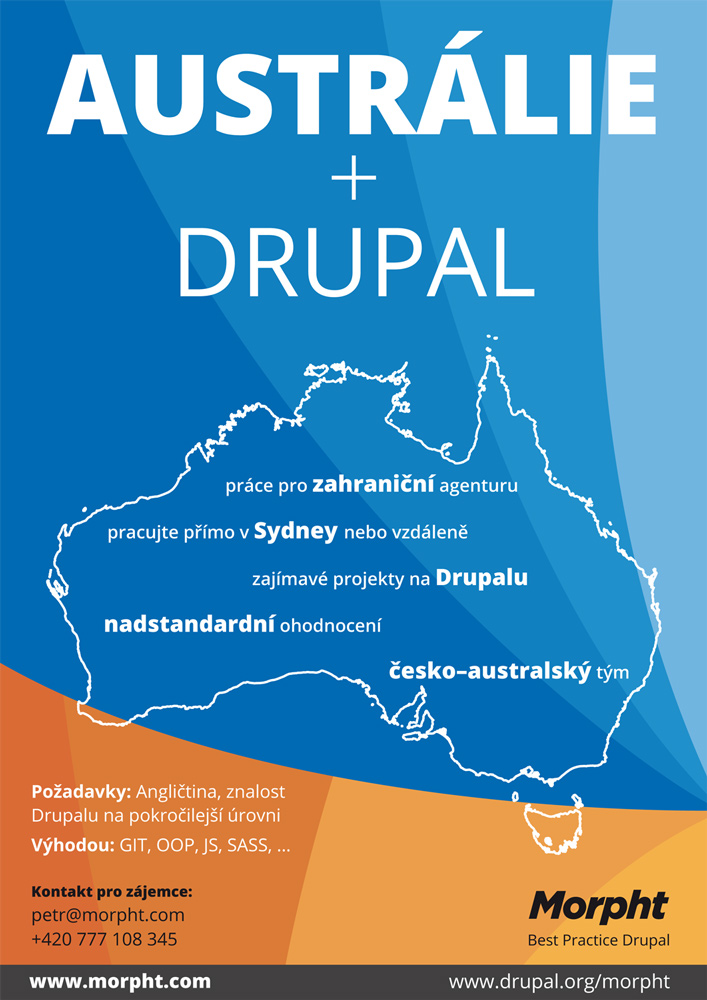 AUSTRÁLIE
+
DRUPAL
práce pro zahraniční agenturu
pracujte přímo v Sydney nebo vzdáleně
zajímavé projekty na Drupalu
nadstandardní ohodnocení
česko–australský tým
Požadavky: Angličtina, znalost
Drupalu na pokročilejší úrovni
Výhodou: GIT, OOP, JS, SASS, ...
Kontakt pro zájemce:
petr@morpht.com
+420 777 108 345
Morpht
Best Practice Drupal
www.morpht.com
www.drupal.org/morpht